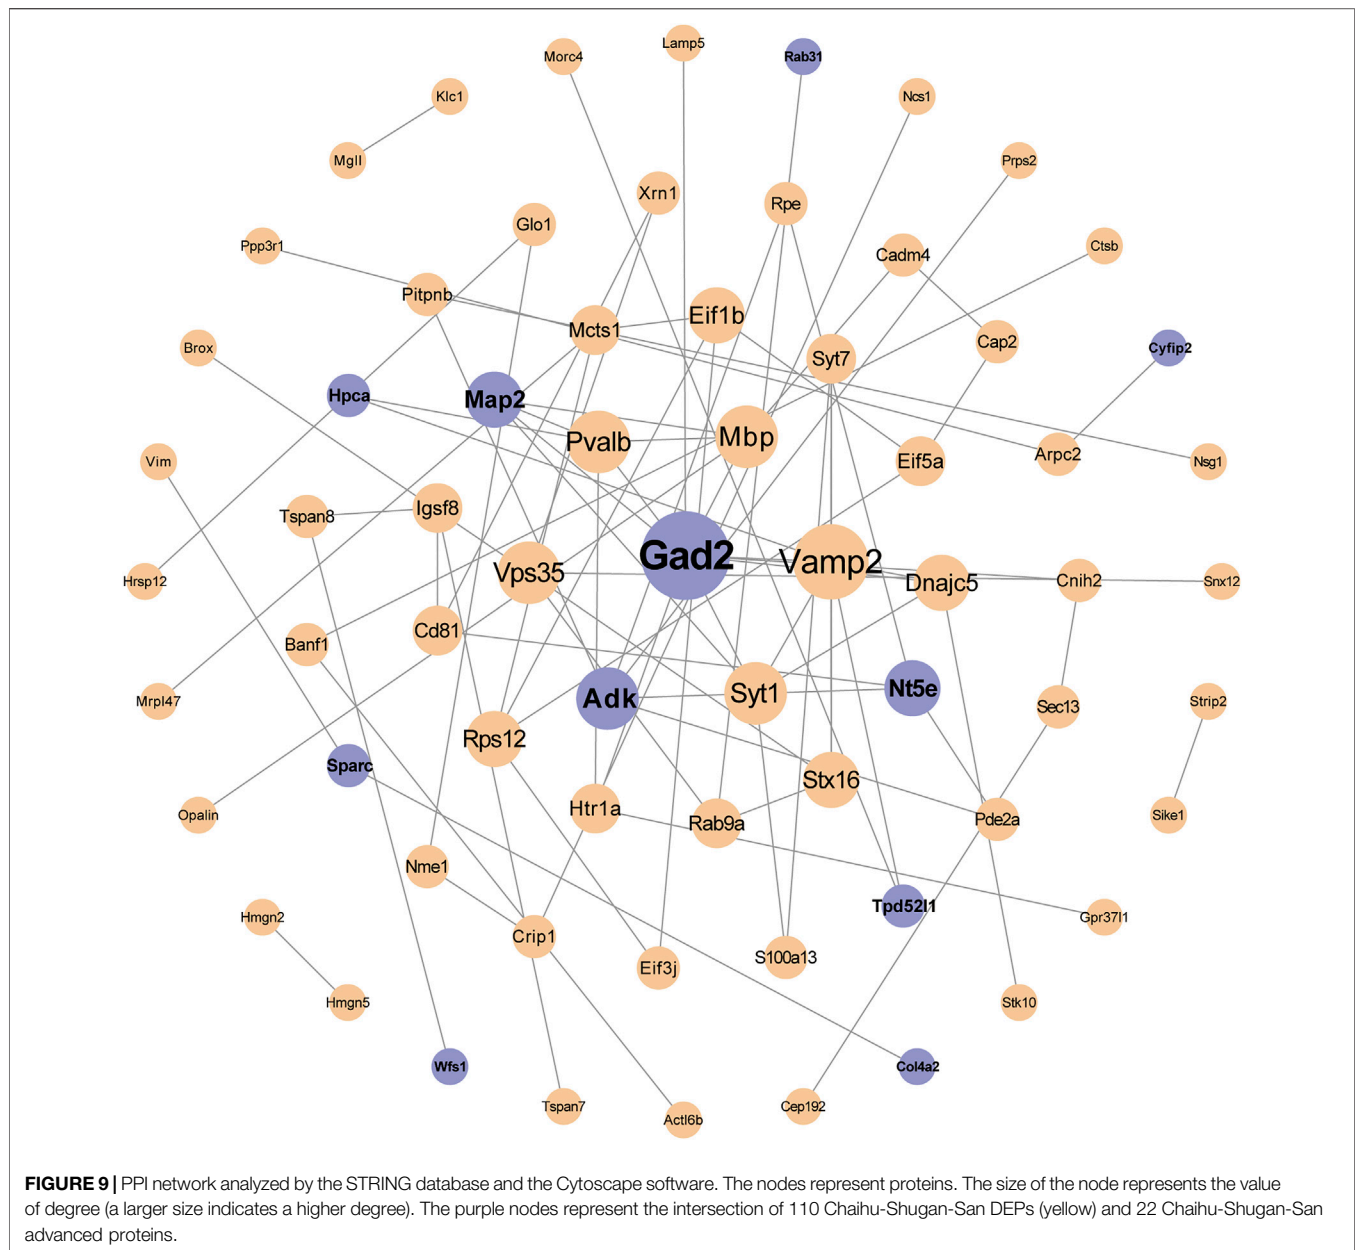 Lamp5
Morc4
Rab31
Klc1
Ncs1
Mgll
Prps2
Xrn1
Rpe
Glo1
Ppp3r1
Cadm4
Ctsb
Pitpnb
Eif1b
Mcts1
Brox
Syt7
Cap2
Cyfip2
Hpca
Map2
Pvalb
Mbp
Eif5a
Arpc2
Nsg1
Vim
Tspan8
Igsf8
Gad2
Vamp2
Vps35
Dnajc5
Cnih2
Snx12
Hrsp12
Banf1
Cd81
Mrpl47
Adk
Syt1
Nt5e
Sec13
Strip2
Rps12
Sparc
Stx16
Opalin
Htr1a
Rab9a
Pde2a
Sike1
Nme1
Tpd52l1
Hmgn2
Gpr37l1
Crip1
Eif3j
S100a13
Hmgn5
Stk10
Wfs1
Col4a2
Tspan7
Actl6b
Cep192
FIGURE 9 | PPI network analyzed by the STRING database and the Cytoscape software. The nodes represent proteins. The size of the node represents the value
of degree (a larger size indicates a higher degree). The purple nodes represent the intersection of 110 Chaihu-Shugan-San DEPs (yellow) and 22 Chaihu-Shugan-San
advanced proteins.